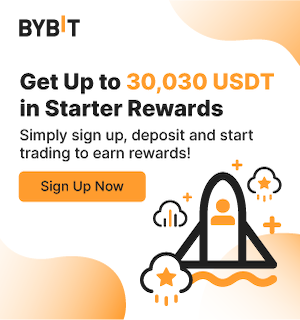 BYBIT
Get Up to 30,030 USDT
in Starter Rewards
Simply sign up, deposit and start
trading to earn rewards!
Sign Up Now